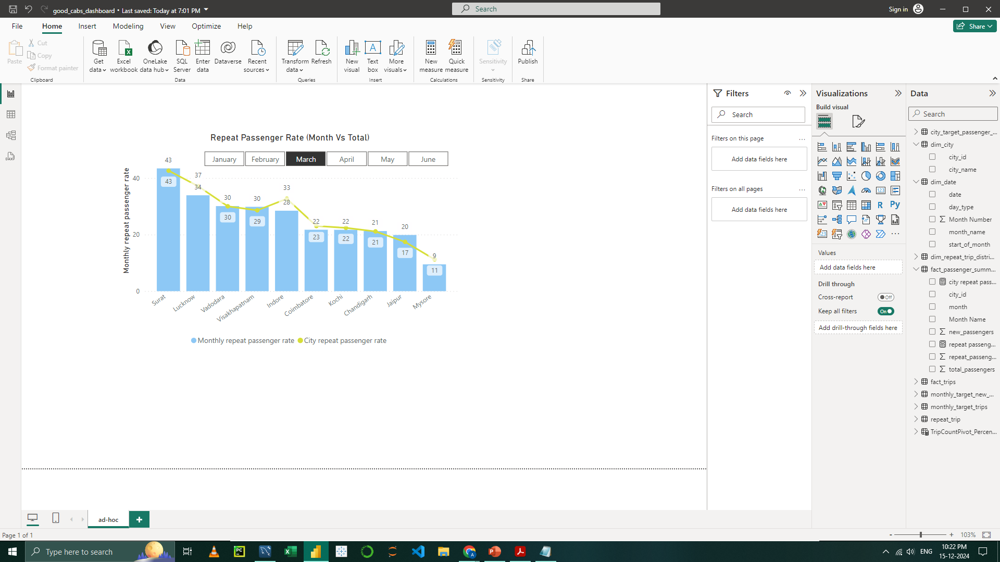 good_cabs_dashboard • Last saved: Today at 7:01 PM
Search
Sign in
File
Home
Insert
Modeling
View
Optimize
Help
Share
Paste
Cut
Copy
Format painter
Clipboard
Get data
Excel workbook
OneLake data hub
SQL Server
Enter data
Dataverse
Recent sources
Data
Transform data
Refresh
Queries
New visual
Text box
More visuals
Insert
New measure
Quick measure
Calculations
Sensitivity
Sensitivity
Publish
Share
DAX
Repeat Passenger Rate (Month Vs Total)
January
February
March
April
May
June
Monthly repeat passenger rate
40
20
0
43
37
30
30
33
22
22
21
20
9
43
34
30
29
28
23
22
21
17
11
Surat
Lucknow
Vadodara
Visakhapatnam
Indore
Coimbatore
Kochi
Chandigarh
Jaipur
Mysore
Monthly repeat passenger rate
City repeat passenger rate
Filters
Search
Filters on this page
...
Add data fields here
Filters on all pages
...
Add data fields here
Visualizations
Build visual
123
R
Py
...
Values
Add data fields here
Drill through
Cross-report
Off
Keep all filters
On
Add drill-through fields here
Data
Search
city_target_passenger_...
dim_city
city_id
city_name
dim_date
date
day_type
Month Number
month_name
start_of_month
dim_repeat_trip_distri...
fact_passenger_summ...
city repeat pass...
city_id
month
Month Name
new_passengers
repeat passeng...
repeat_passeng...
total_passengers
fact_trips
monthly_target_new_...
monthly_target_trips
repeat_trip
TripCountPivot_Percen...
ad-hoc
+
Page 1 of 1
- + 103%
Type here to search
PC
ENG
10:22 PM
15-12-2024